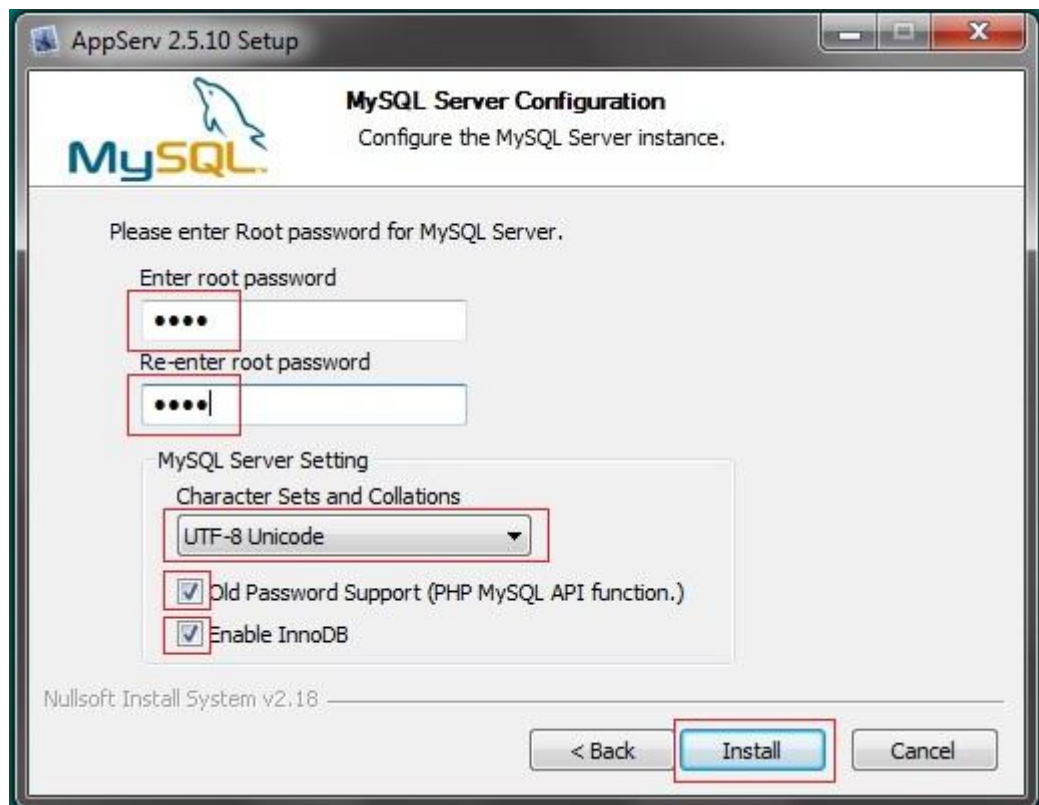 AppServ 2.5.10 Setup
MySQL Server Configuration
Configure the MySQL Server instance.
MySQL™
Please enter Root password for MySQL Server.
Enter root password
••••
Re-enter root password
••••
MySQL Server Setting
Character Sets and Collations
UTF-8 Unicode
Old Password Support (PHP MySQL API function.)
Enable InnoDB
Nullsoft Install System v2.18
< Back Install Cancel